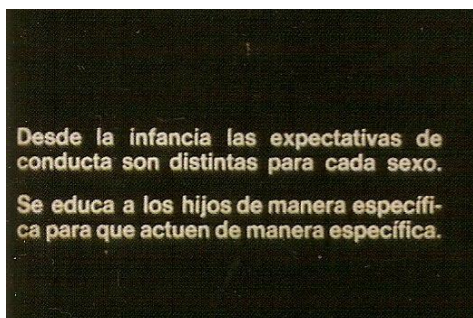 Desde la infancia las expectativas de
conducta son distintas para cada sexo.
Se educa a los hijos de manera específi-
ca para que actuen de manera específica.